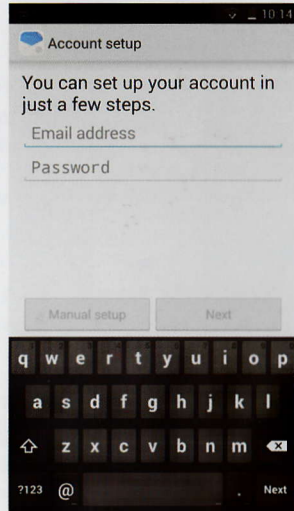 10:14
Account setup
You can set up your account in
just a few steps.
Email address
Password
Manual setup Next
q w e r t y u i o p
a s d f g h j k l
z x c v b n m
?123 @ . Next